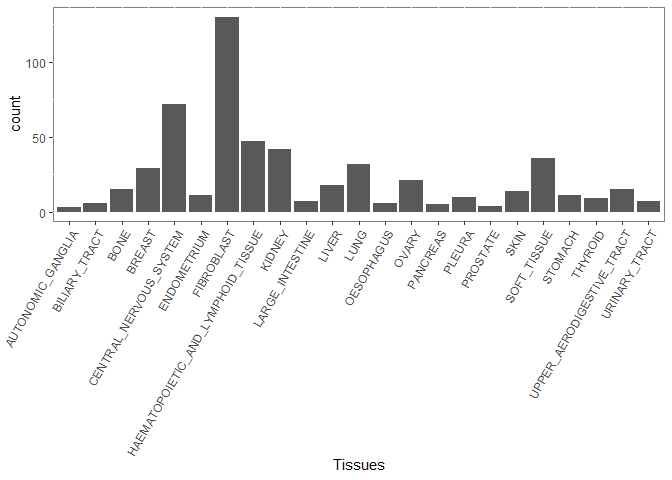 100
50
0
count
AUTONOMIC_GANGLIA
BILIARY_TRACT
BONE
BREAST
CENTRAL_NERVOUS_SYSTEM
ENDOMETRIUM
FIBROBLAST
HAEMATOPOIETIC_AND_LYMPHOID_TISSUE
KIDNEY
LARGE_INTESTINE
LIVER
LUNG
OESOPHAGUS
OVARY
PANCREAS
PLEURA
PROSTATE
SKIN
SOFT_TISSUE
STOMACH
THYROID
UPPER_AERODIGESTIVE_TRACT
URINARY_TRACT
Tissues